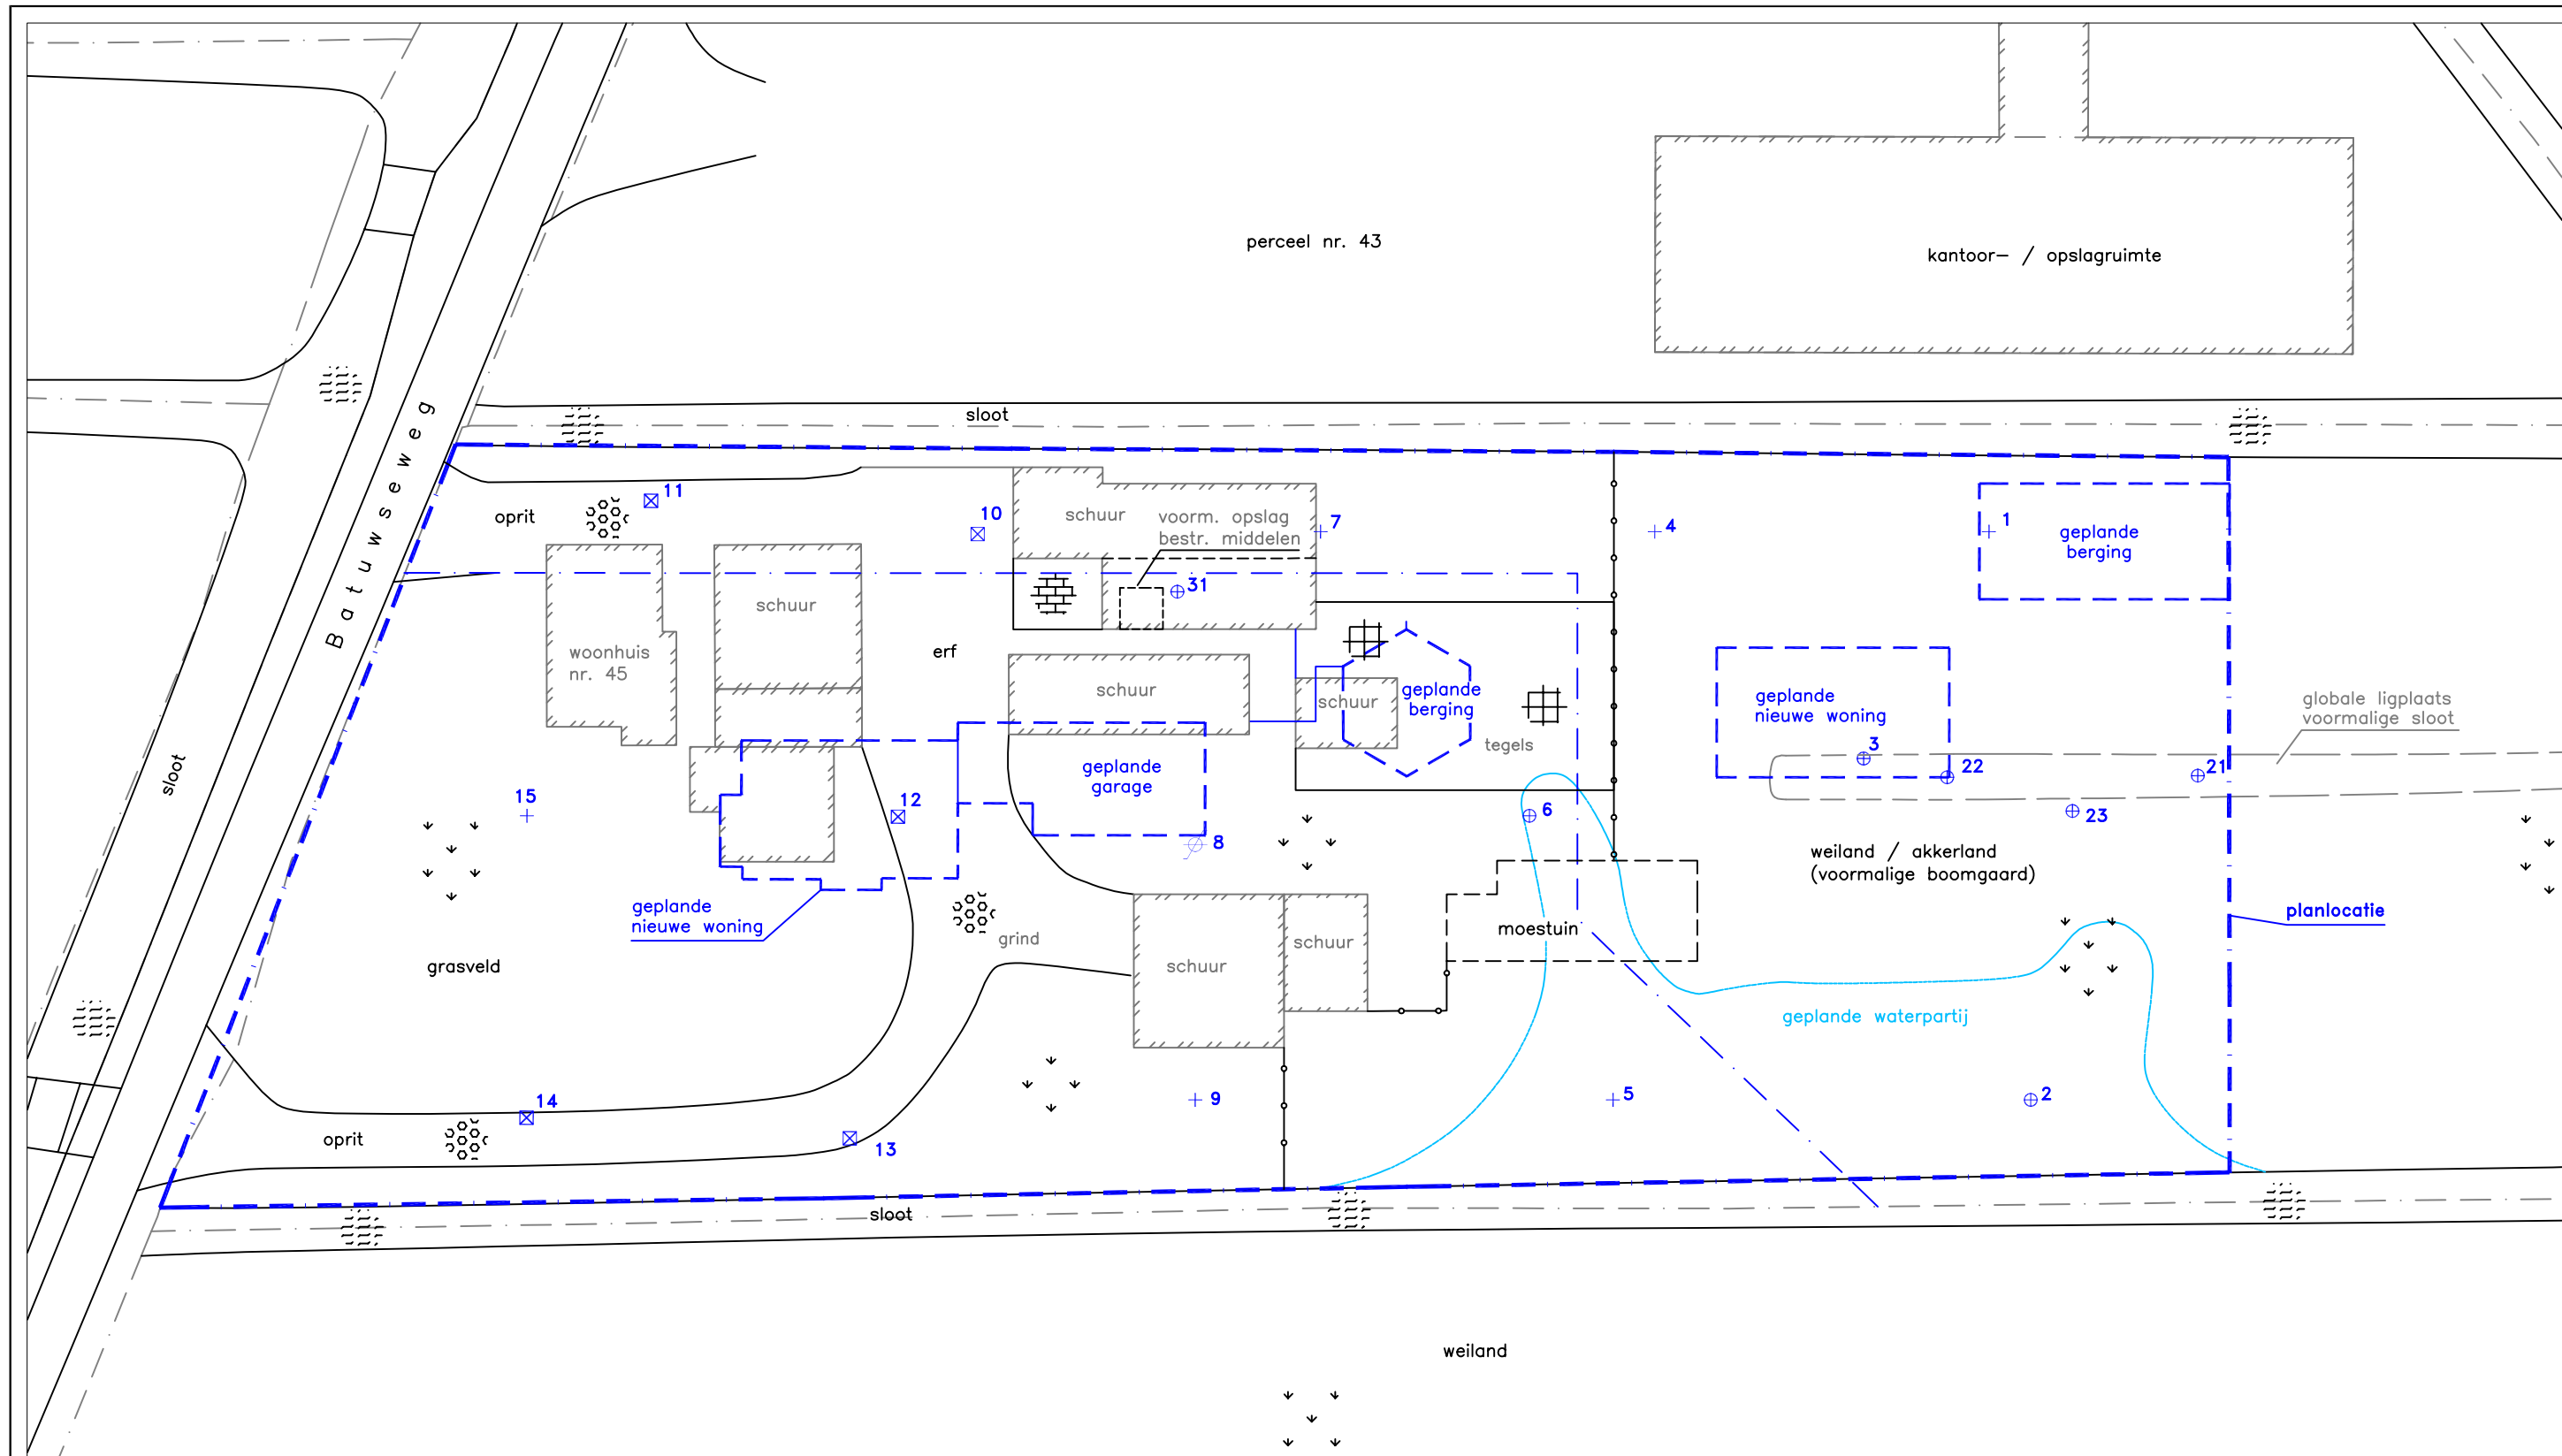 perceel nr. 43
kantoor- / opslagruimte
sloot
Batuwseweg
11
oprit
10
schuur
voorm. opslag
bestr. middelen
7
4
1
geplande
berging
31
schuur
woonhuis
nr. 45
erf
schuur
schuur
geplande
berging
tegels
geplande
nieuwe woning
globale ligplaats
voormalige sloot
3
22
21
23
sloot
15
12
geplande
garage
8
6
weiland / akkerland
(voormalige boomgaard)
geplande
nieuwe woning
grind
schuur
schuur
moestuin
planlocatie
grasveld
geplande waterpartij
14
oprit
13
9
5
2
sloot
weiland